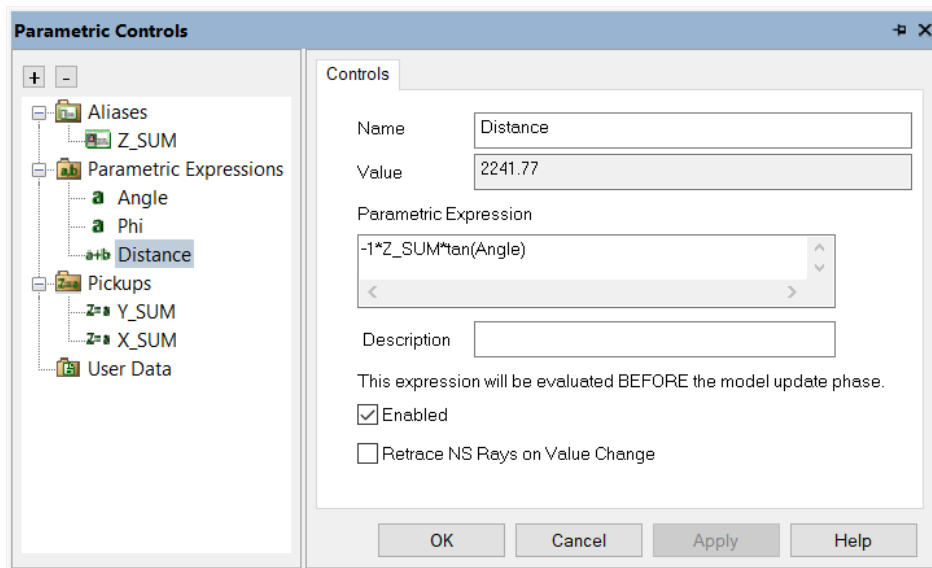 Parametric Controls
+ -
Aliases
Z_SUM
Parametric Expressions
a Angle
a Phi
a+b Distance
Pickups
Z=a Y_SUM
Z=a X_SUM
User Data
Controls
Name Distance
Value 2241.77
Parametric Expression
-1*Z_SUM*tan(Angle)
Description
This expression will be evaluated BEFORE the model update phase.
Enabled
Retrace NS Rays on Value Change
OK Cancel Apply Help